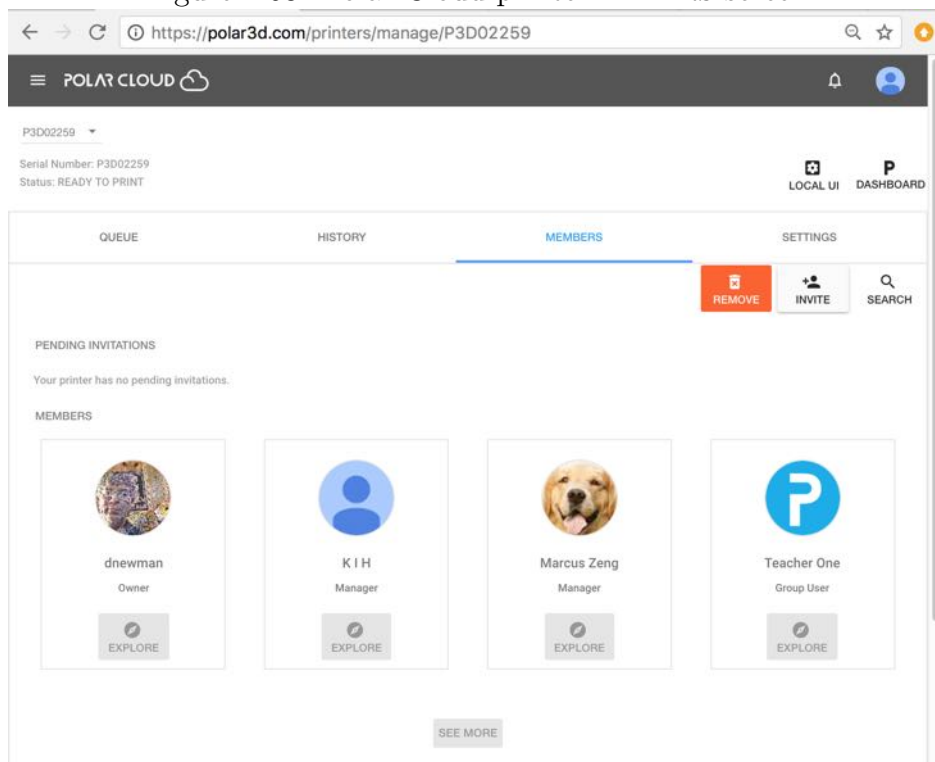 https://polar3d.com/printers/manage/P3D02259
POLAR CLOUD
P3D02259
Serial Number: P3D02259
Status: READY TO PRINT
LOCAL UI DASHBOARD
QUEUE HISTORY MEMBERS SETTINGS
REMOVE INVITE SEARCH
PENDING INVITATIONS
Your printer has no pending invitations.
MEMBERS
dnewman K I H Marcus Zeng Teacher One
Owner Manager Manager Group User
EXPLORE EXPLORE EXPLORE EXPLORE
SEE MORE